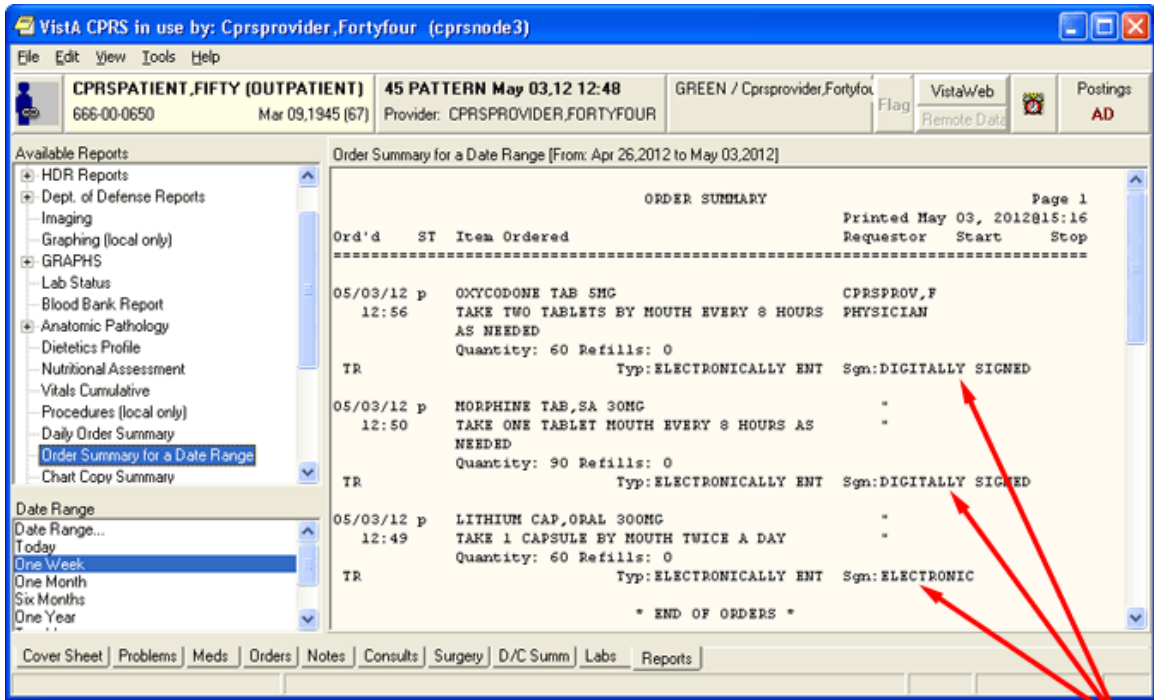 VistA CPRS in use by: Cprsprovider,Fortyfour (cprsnode3)
File Edit View Tools Help
CPRSPATIENT,FIFTY (OUTPATIENT) 45 PATTERN May 03,12 12:48 GREEN / Cprsprovider,Fortyfou Flag VistaWeb Postings
666-00-0650 Mar 09,1945 (67) Provider: CPRSPROVIDER,FORTYFOUR Remote Data AD
Available Reports
HDR Reports
Dept. of Defense Reports
Imaging
Graphing (local only)
GRAPHS
Lab Status
Blood Bank Report
Anatomic Pathology
Dietetics Profile
Nutritional Assessment
Vitals Cumulative
Procedures (local only)
Daily Order Summary
Order Summary for a Date Range
Chart Copy Summary
Date Range
Date Range...
Today
One Week
One Month
Six Months
One Year
Order Summary for a Date Range [From: Apr 26,2012 to May 03,2012]
ORDER SUMMARY Page 1
Printed May 03, 2012@15:16
Ord'd ST Item Ordered Requestor Start Stop
===============================================================================
05/03/12 p OXYCODONE TAB 5MG CPRSPROV,F
12:56 TAKE TWO TABLETS BY MOUTH EVERY 8 HOURS PHYSICIAN
AS NEEDED
Quantity: 60 Refills: 0
TR Typ:ELECTRONICALLY ENT Sgn:DIGITALLY SIGNED
05/03/12 p MORPHINE TAB,SA 30MG "
12:50 TAKE ONE TABLET MOUTH EVERY 8 HOURS AS "
NEEDED
Quantity: 90 Refills: 0
TR Typ:ELECTRONICALLY ENT Sgn:DIGITALLY SIGNED
05/03/12 p LITHIUM CAP,ORAL 300MG "
12:49 TAKE 1 CAPSULE BY MOUTH TWICE A DAY "
Quantity: 60 Refills: 0
TR Typ:ELECTRONICALLY ENT Sgn:ELECTRONIC
* END OF ORDERS *
Cover Sheet Problems Meds Orders Notes Consults Surgery D/C Summ Labs Reports